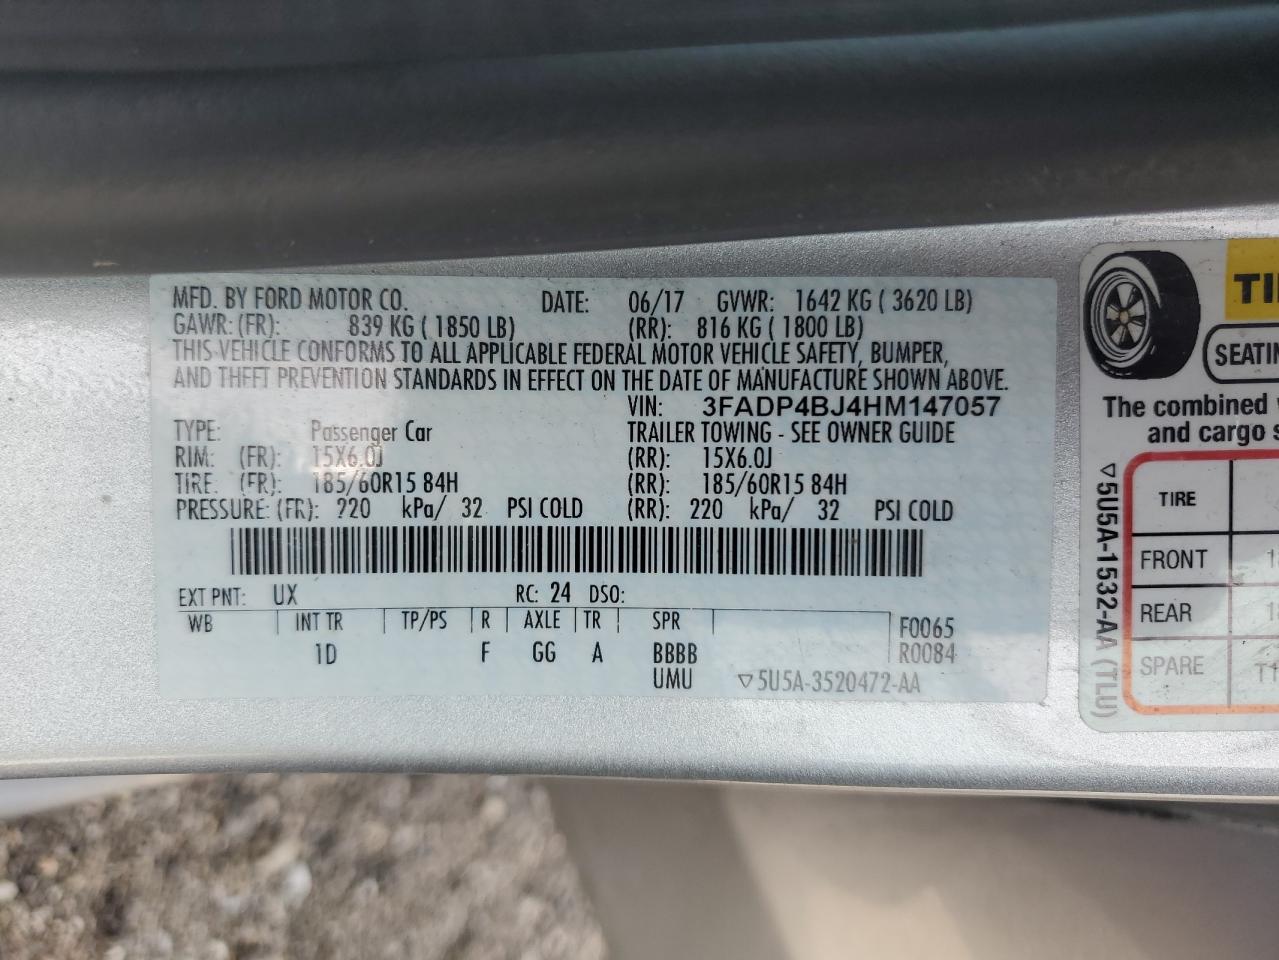 MFD. BY FORD MOTOR CO. DATE: 06/17 GVWR: 1642 KG ( 3620 LB)
GAWR: (FR): 839 KG ( 1850 LB) (RR): 816 KG ( 1800 LB)
THIS VEHICLE CONFORMS TO ALL APPLICABLE FEDERAL MOTOR VEHICLE SAFETY, BUMPER,
AND THEFT PREVENTION STANDARDS IN EFFECT ON THE DATE OF MANUFACTURE SHOWN ABOVE.
VIN: 3FADP4BJ4HM147057
TYPE: Passenger Car TRAILER TOWING - SEE OWNER GUIDE
RIM: (FR): 15X6.0J (RR): 15X6.0J
TIRE: (FR): 185/60R15 84H (RR): 185/60R15 84H
PRESSURE: (FR): 220 kPa/ 32 PSI COLD (RR): 220 kPa/ 32 PSI COLD
EXT PNT: UX RC: 24 DSO:
WB INT TR TP/PS R AXLE TR SPR F0065
1D F GG A BBBB R0084
UMU ▽5U5A-3520472-AA
SEATIN
The combined
and cargo
▽5U5A-1532-AA (TLU)
TIRE
FRONT
REAR
SPARE T1